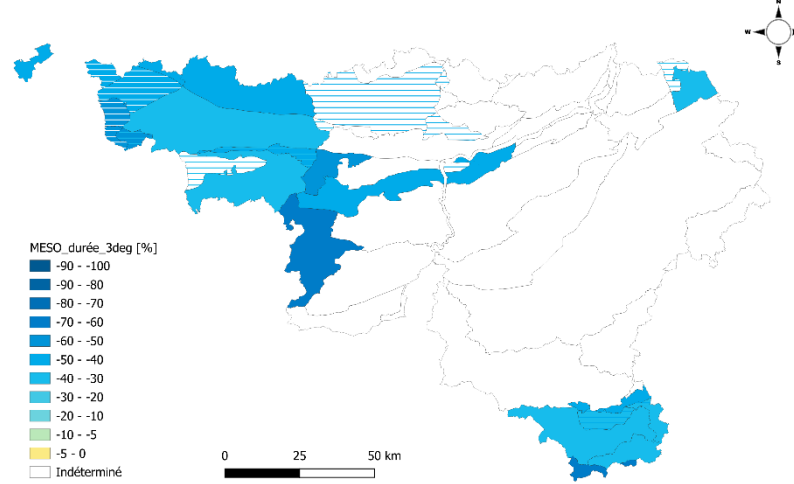 N
W
S
MESO_durée_3deg [%]
-90 - -100
-90 - -80
-80 - -70
-70 - -60
-60 - -50
-50 - -40
-40 - -30
-30 - -20
-20 - -10
-10 - -5
-5 - 0
Indéterminé
0 25 50 km